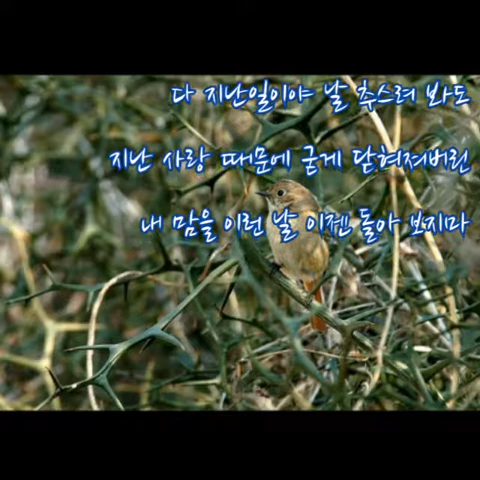 다 지난일이야 날 추스려 봐도
지난 사랑 때문에 굳게 닫혀져버린
내 맘을 이런 날 이젠 돌아 보지마